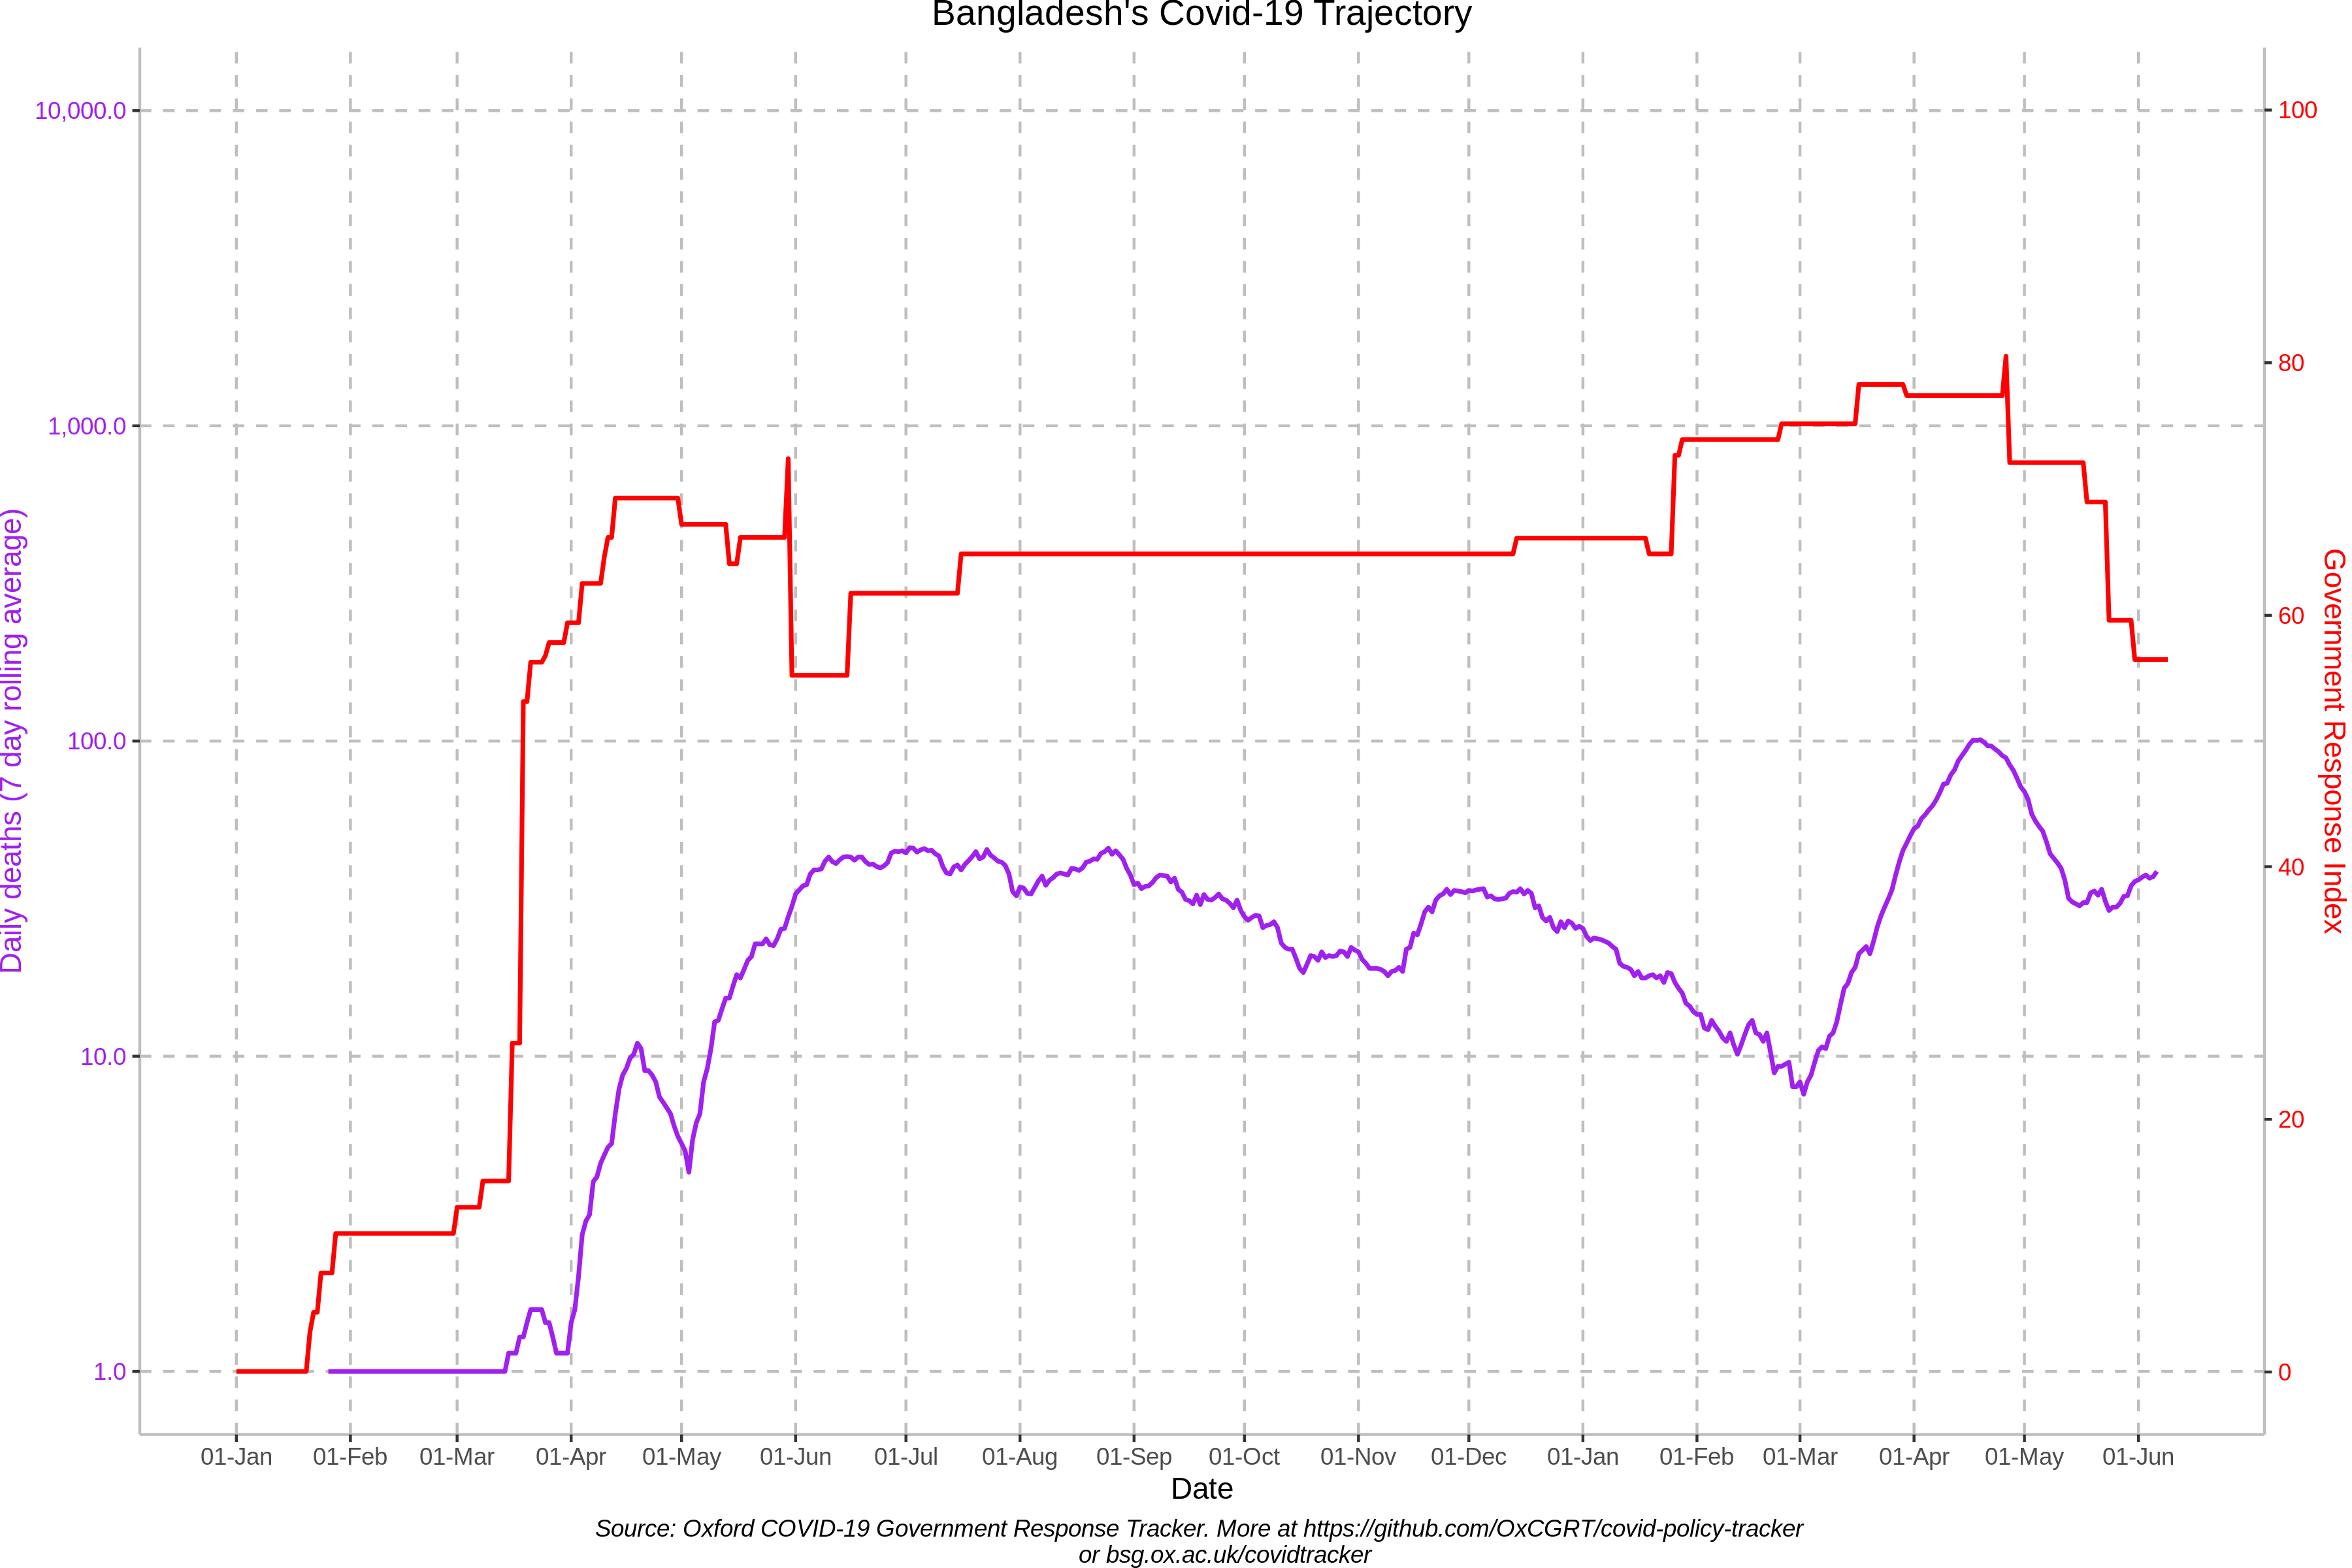 Bangladesh's Covid-19 Trajectory
10,000.0
1,000.0
100.0
10.0
1.0
Daily deaths (7 day rolling average)
100
80
60
40
20
0
Government Response Index
01-Jan 01-Feb 01-Mar 01-Apr 01-May 01-Jun 01-Jul 01-Aug 01-Sep 01-Oct 01-Nov 01-Dec 01-Jan 01-Feb 01-Mar 01-Apr 01-May 01-Jun
Date
Source: Oxford COVID-19 Government Response Tracker. More at https://github.com/OxCGRT/covid-policy-tracker
or bsg.ox.ac.uk/covidtracker